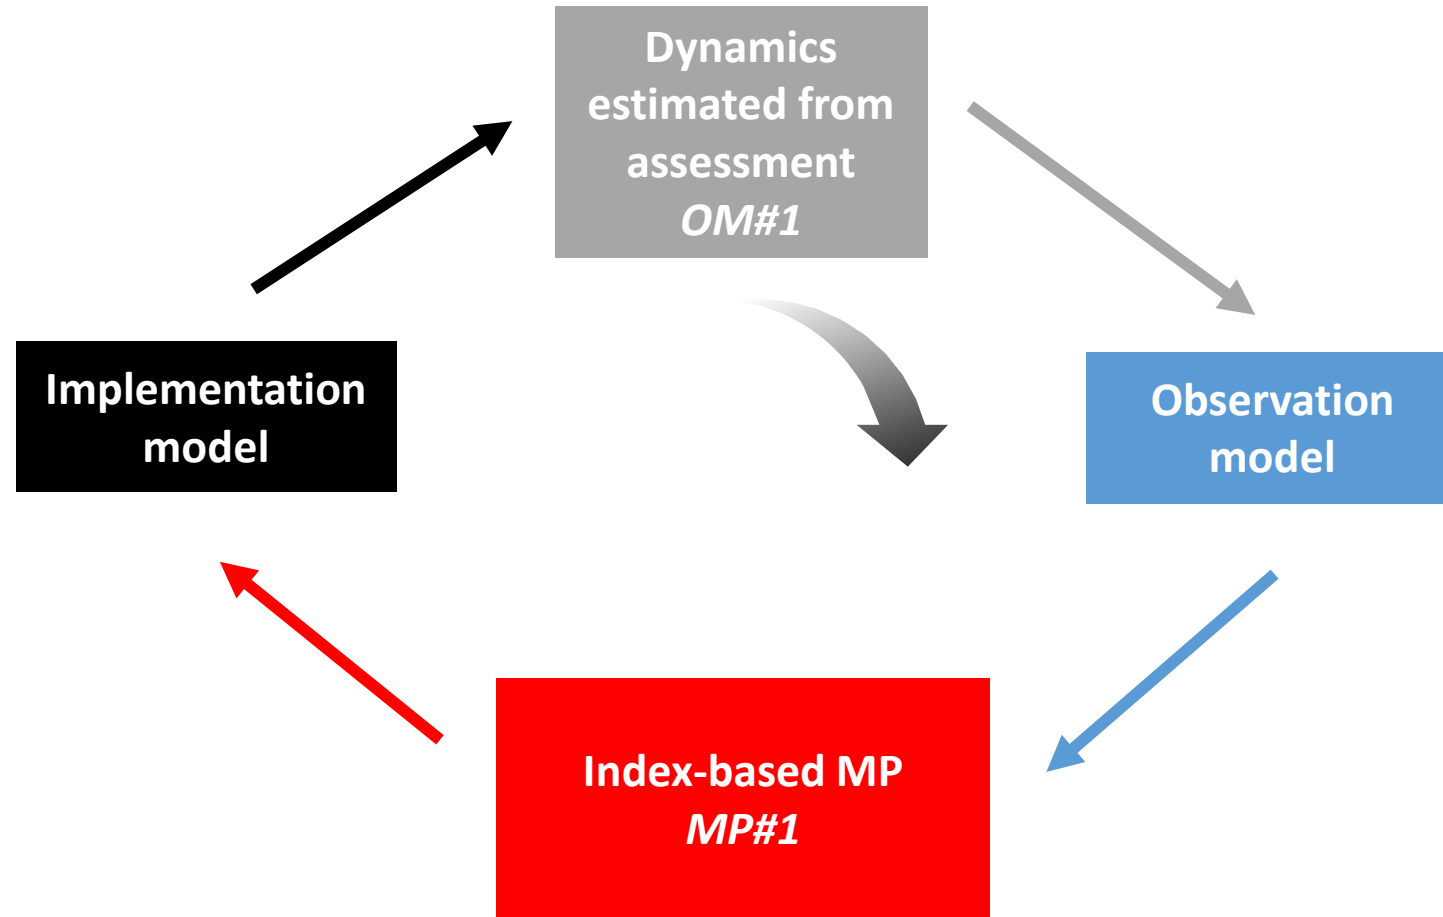 Dynamics
estimated from
assessment
OM#1
Implementation
model
Observation
model
Index-based MP
MP#1